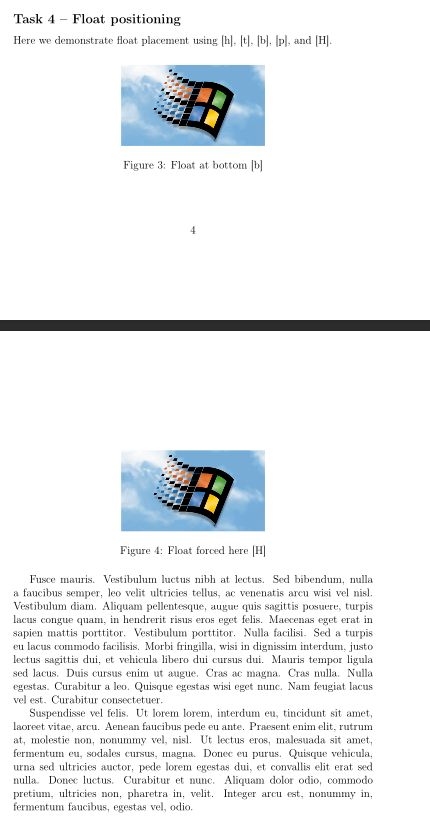 Task 4 – Float positioning
Here we demonstrate float placement using [h], [t], [b], [p], and [H].
Figure 3: Float at bottom [b]
4
Figure 4: Float forced here [H]
Fusce mauris. Vestibulum luctus nibh at lectus. Sed bibendum, nulla
a faucibus semper, leo velit ultricies tellus, ac venenatis arcu wisi vel nisl.
Vestibulum diam. Aliquam pellentesque, augue quis sagittis posuere, turpis
lacus congue quam, in hendrerit risus eros eget felis. Maecenas eget erat in
sapien mattis porttitor. Vestibulum porttitor. Nulla facilisi. Sed a turpis
eu lacus commodo facilisis. Morbi fringilla, wisi in dignissim interdum, justo
lectus sagittis dui, et vehicula libero dui cursus dui. Mauris tempor ligula
sed lacus. Duis cursus enim ut augue. Cras ac magna. Cras nulla. Nulla
egestas. Curabitur a leo. Quisque egestas wisi eget nunc. Nam feugiat lacus
vel est. Curabitur consectetuer.
Suspendisse vel felis. Ut lorem lorem, interdum eu, tincidunt sit amet,
laoreet vitae, arcu. Aenean faucibus pede eu ante. Praesent enim elit, rutrum
at, molestie non, nonummy vel, nisl. Ut lectus eros, malesuada sit amet,
fermentum eu, sodales cursus, magna. Donec eu purus. Quisque vehicula,
urna sed ultricies auctor, pede lorem egestas dui, et convallis elit erat sed
nulla. Donec luctus. Curabitur et nunc. Aliquam dolor odio, commodo
pretium, ultricies non, pharetra in, velit. Integer arcu est, nonummy in,
fermentum faucibus, egestas vel, odio.